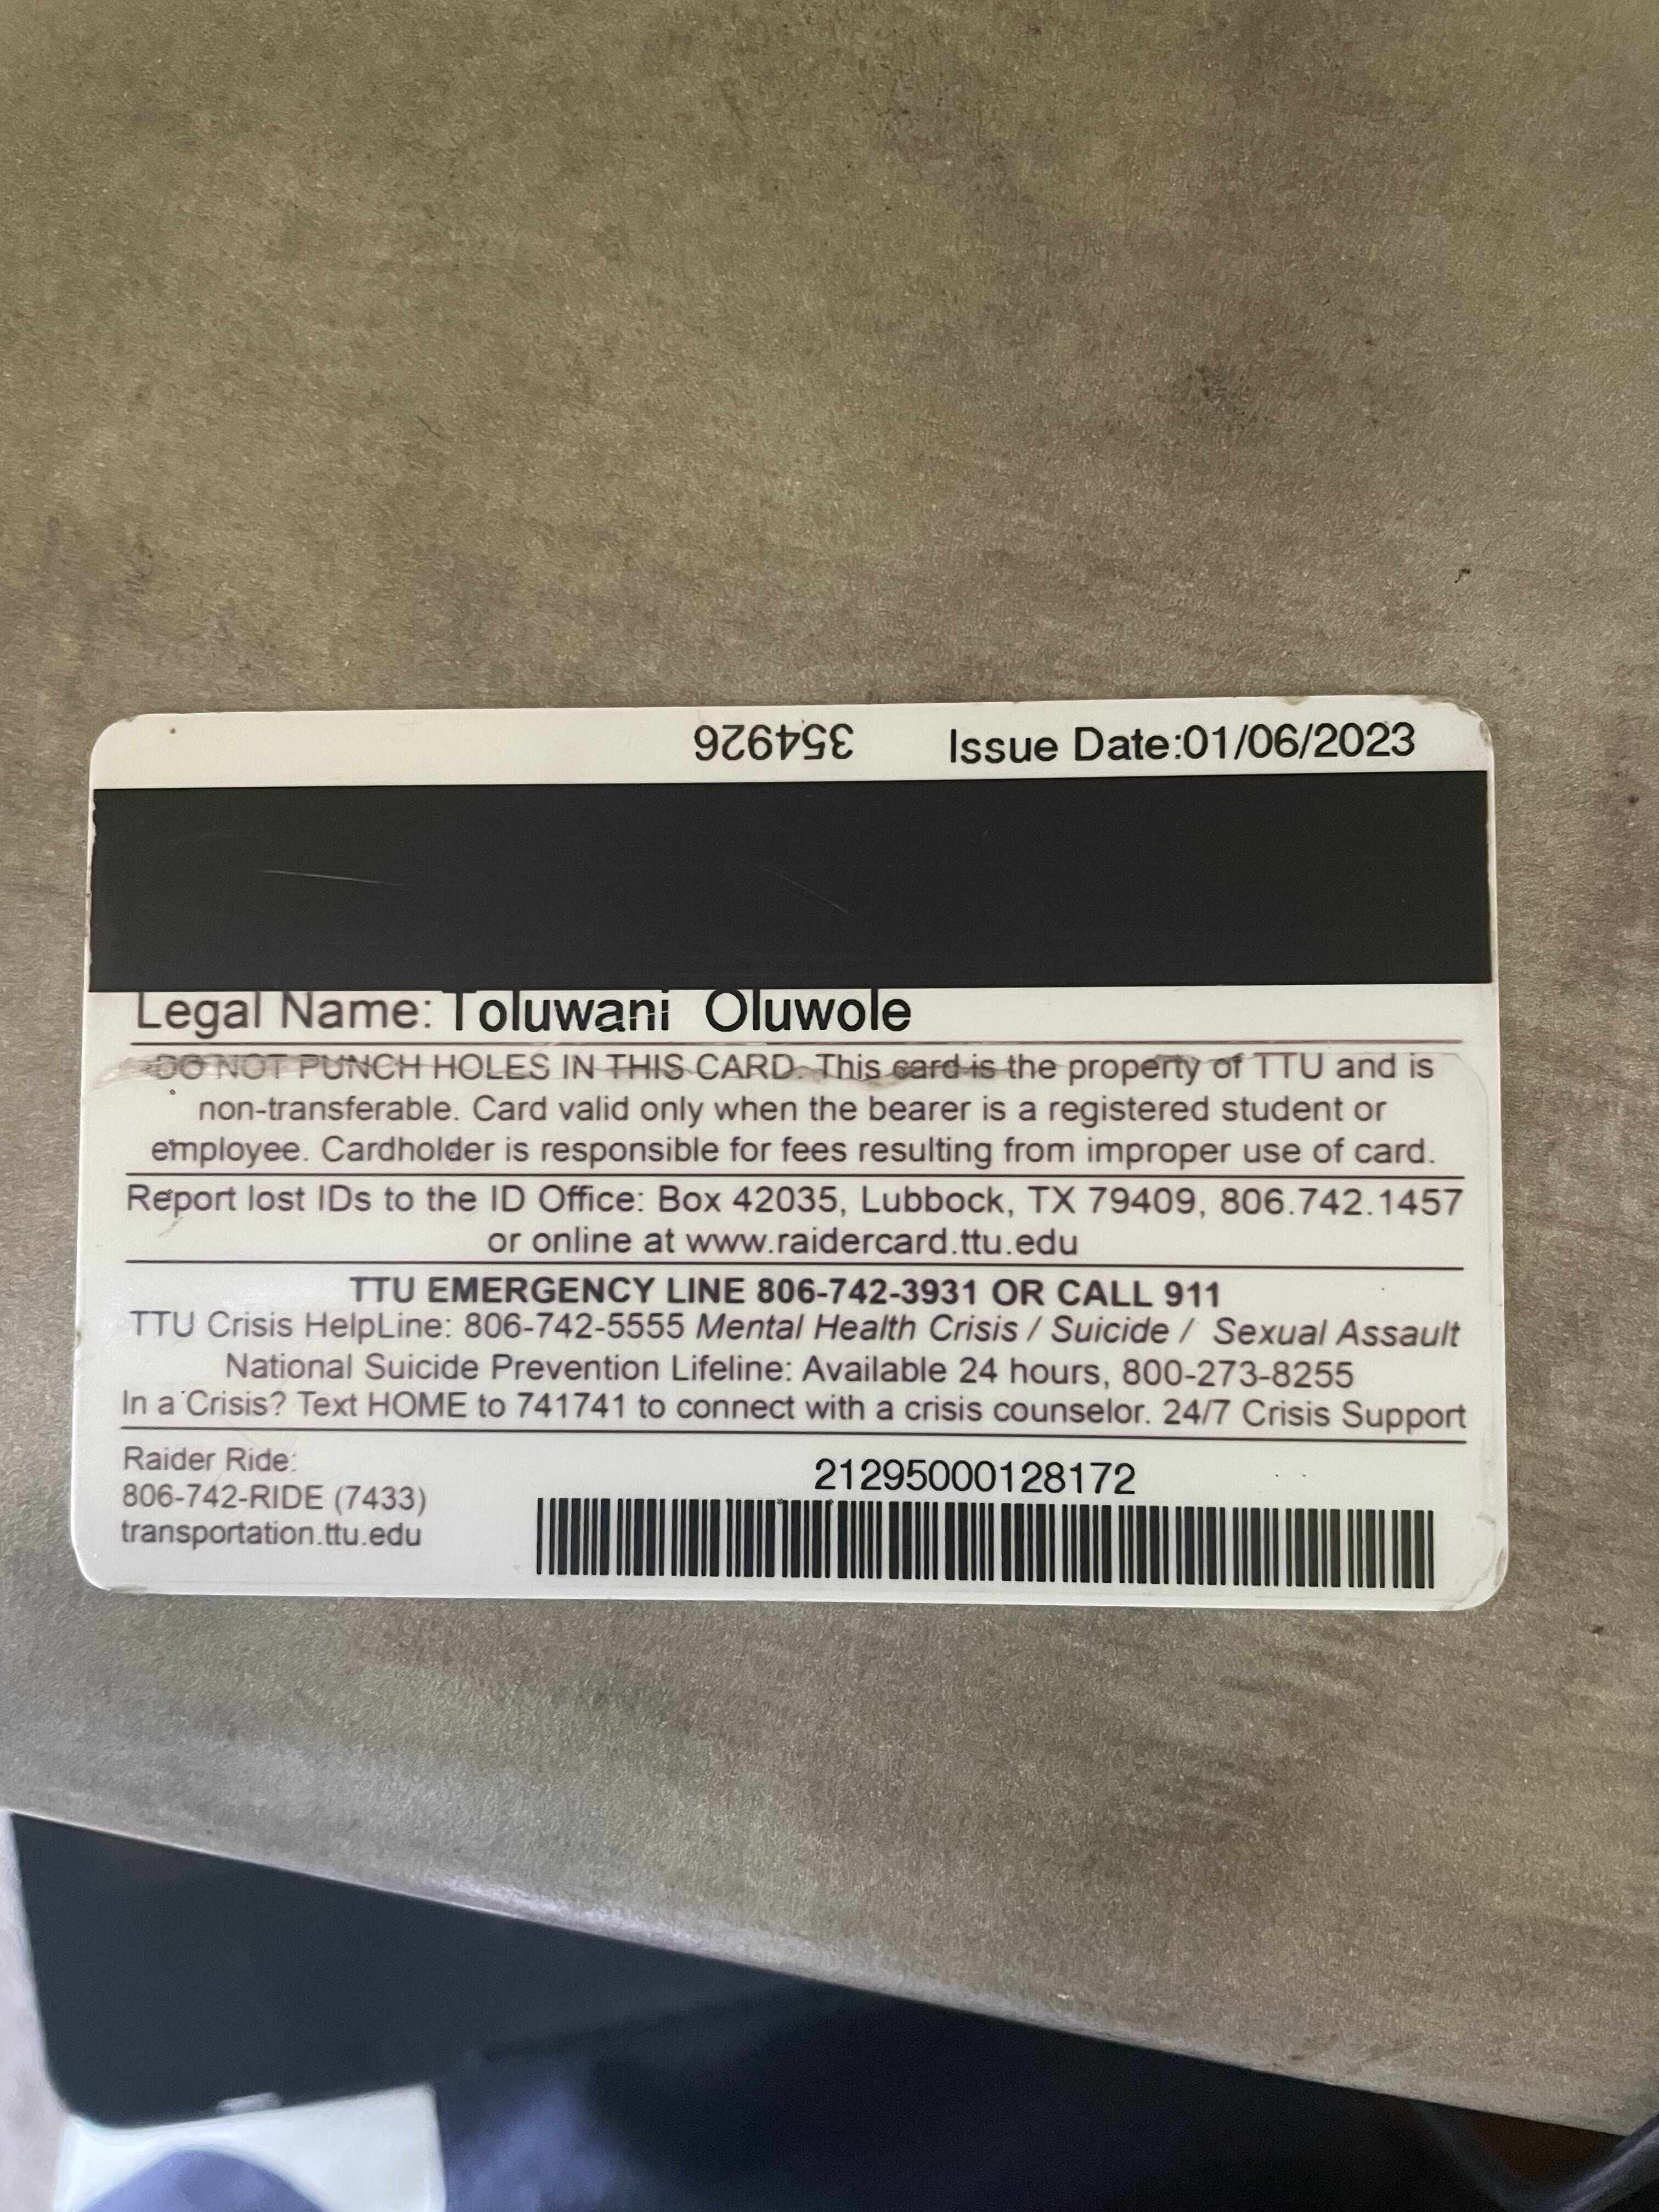 354926 Issue Date:01/06/2023
Legal Name: Toluwani Oluwole
DO NOT PUNCH HOLES IN THIS CARD. This card is the property of TTU and is
non-transferable. Card valid only when the bearer is a registered student or
employee. Cardholder is responsible for fees resulting from improper use of card.
Report lost IDs to the ID Office: Box 42035, Lubbock, TX 79409, 806.742.1457
or online at www.raidercard.ttu.edu
TTU EMERGENCY LINE 806-742-3931 OR CALL 911
TTU Crisis HelpLine: 806-742-5555 Mental Health Crisis / Suicide / Sexual Assault
National Suicide Prevention Lifeline: Available 24 hours, 800-273-8255
In a Crisis? Text HOME to 741741 to connect with a crisis counselor. 24/7 Crisis Support
Raider Ride:
806-742-RIDE (7433)
transportation.ttu.edu
21295000128172